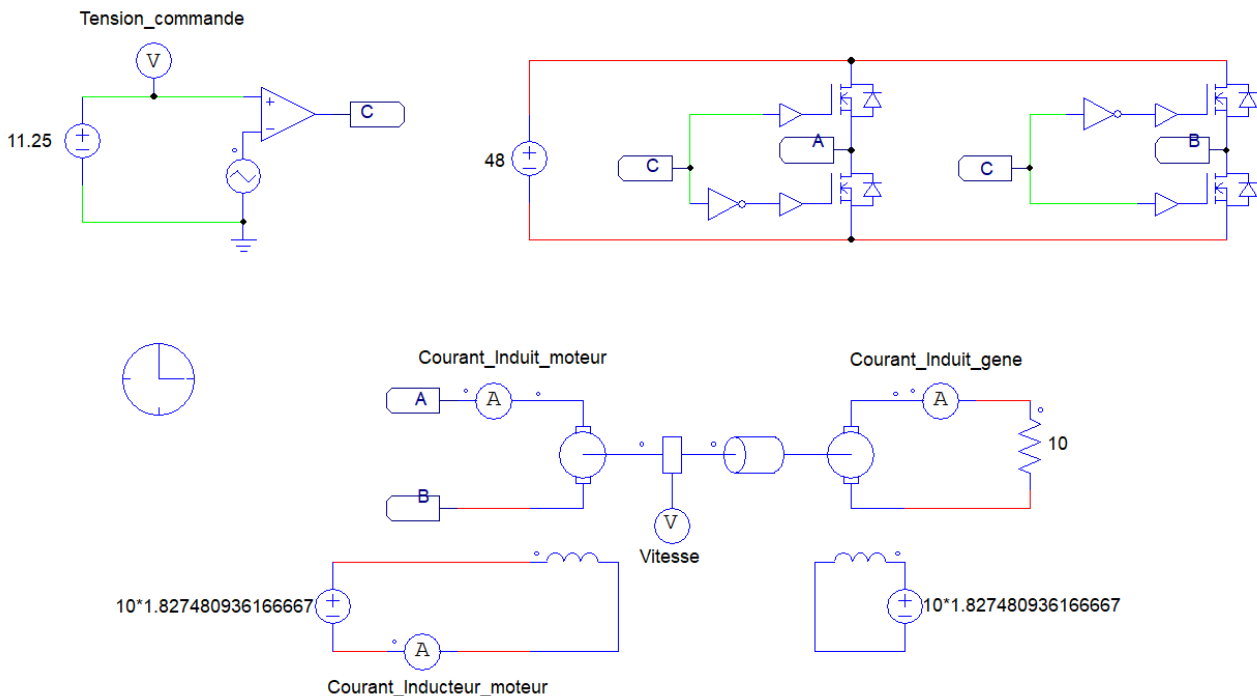 Tension_commande
V
11.25
C
48
C
A
C
B
Courant_Induit_moteur
A
A
B
Vitesse
V
Courant_Induit_gene
A
10
10*1.827480936166667
A
Courant_Inducteur_moteur
10*1.827480936166667